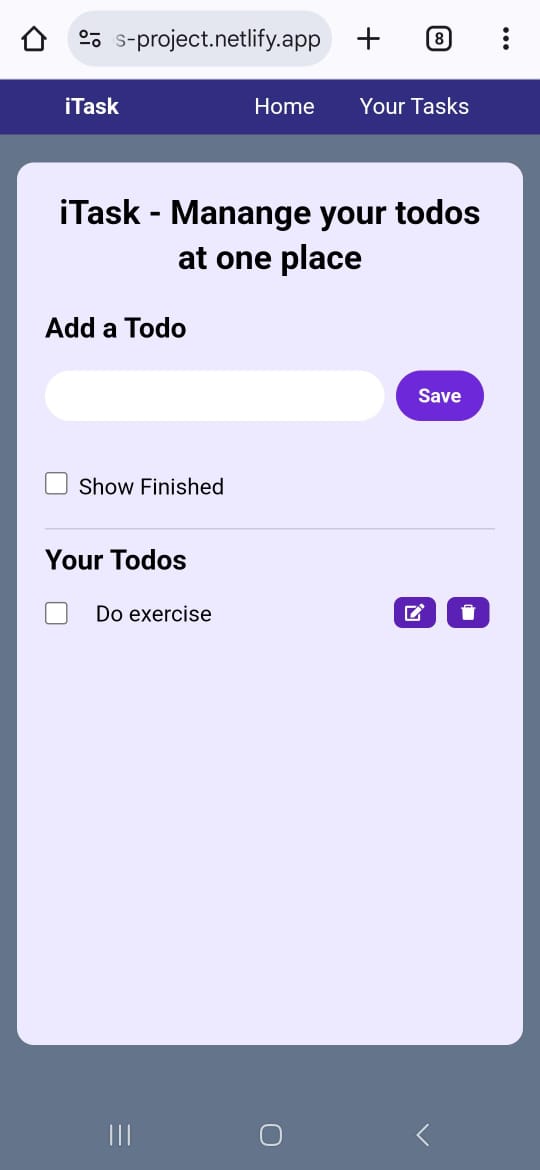 s-project.netlify.app 8
iTask Home Your Tasks
iTask - Manange your todos
at one place
Add a Todo
Save
Show Finished
Your Todos
Do exercise